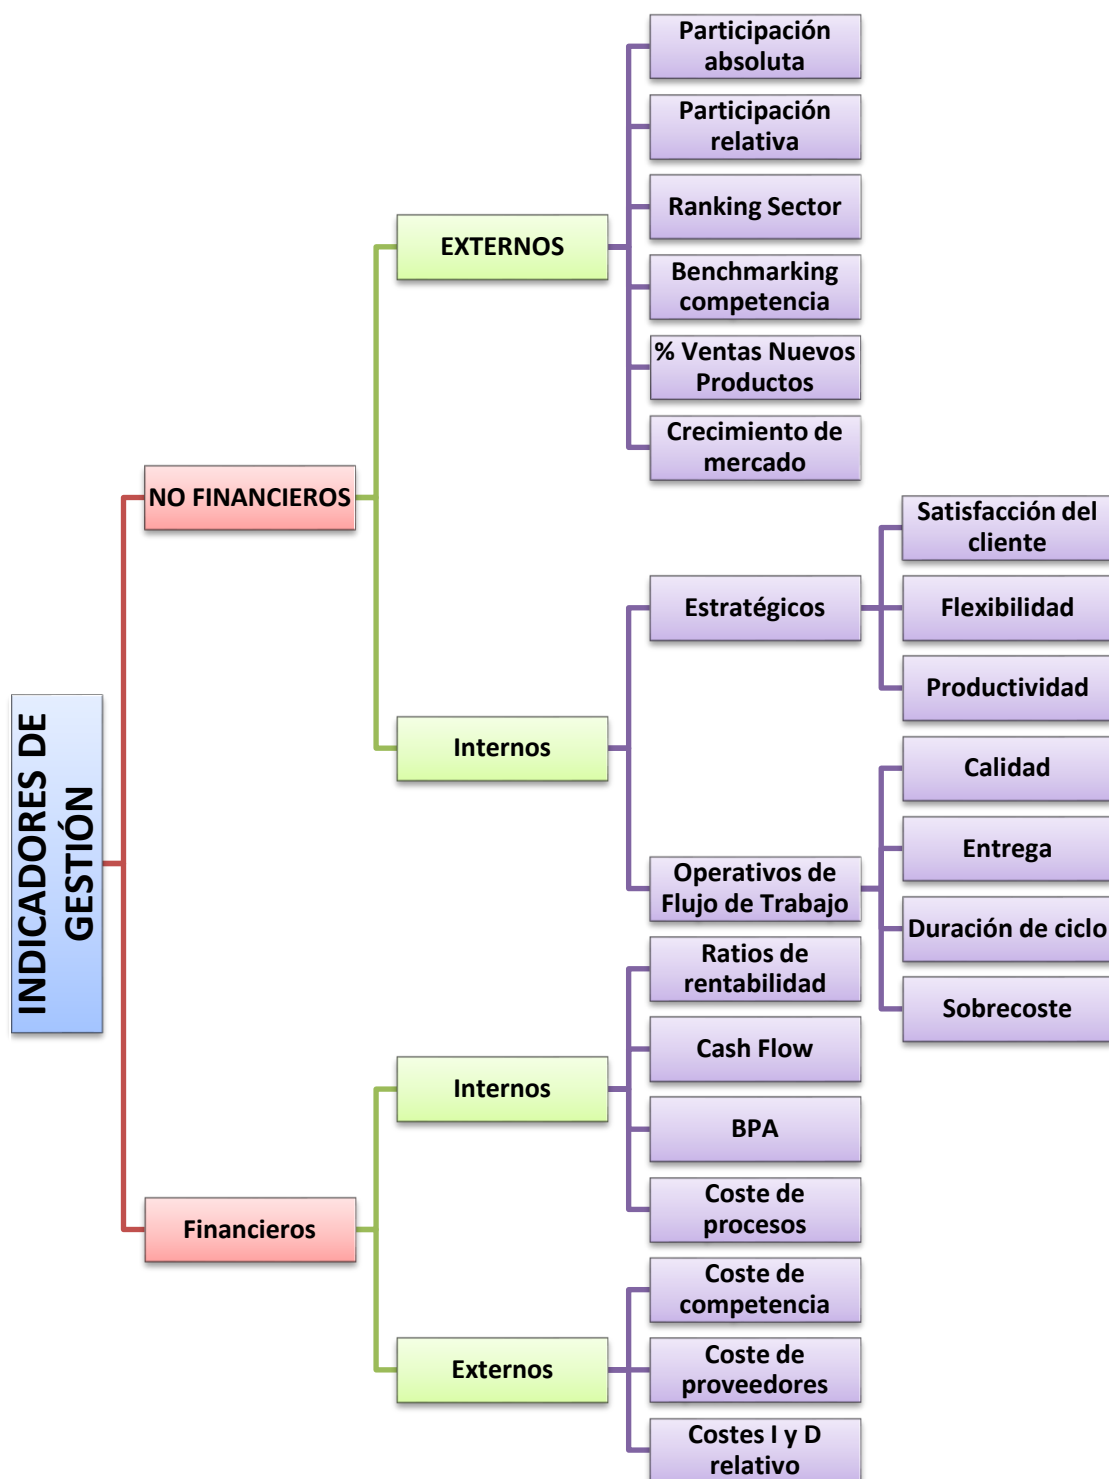 INDICADORES DE
GESTIÓN
NO FINANCIEROS
EXTERNOS
Participación
absoluta
Participación
relativa
Ranking Sector
Benchmarking
competencia
% Ventas Nuevos
Productos
Crecimiento de
mercado
Internos
Estratégicos
Satisfacción del
cliente
Flexibilidad
Productividad
Operativos de
Flujo de Trabajo
Calidad
Entrega
Duración de ciclo
Sobrecoste
Financieros
Internos
Ratios de
rentabilidad
Cash Flow
BPA
Coste de
procesos
Externos
Coste de
competencia
Coste de
proveedores
Costes I y D
relativo